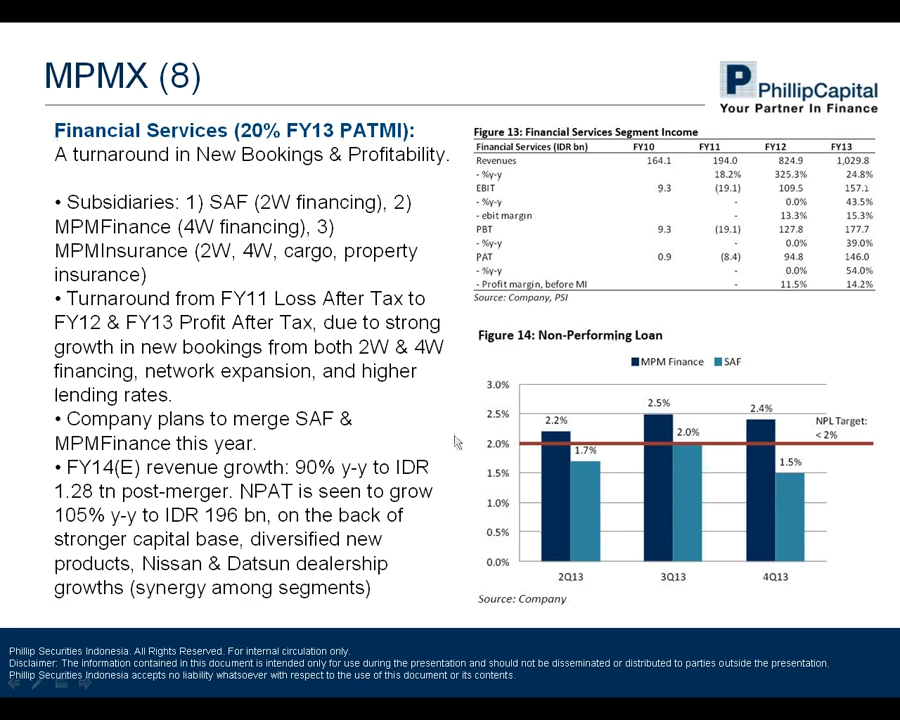 MPMX (8)
PhillipCapital
Your Partner In Finance
Financial Services (20% FY13 PATMI):
A turnaround in New Bookings & Profitability.
• Subsidiaries: 1) SAF (2W financing), 2)
MPMFinance (4W financing), 3)
MPMInsurance (2W, 4W, cargo, property
insurance)
• Turnaround from FY11 Loss After Tax to
FY12 & FY13 Profit After Tax, due to strong
growth in new bookings from both 2W & 4W
financing, network expansion, and higher
lending rates.
• Company plans to merge SAF &
MPMFinance this year.
• FY14(E) revenue growth: 90% y-y to IDR
1.28 tn post-merger. NPAT is seen to grow
105% y-y to IDR 196 bn, on the back of
stronger capital base, diversified new
products, Nissan & Datsun dealership
growths (synergy among segments)
Figure 13: Financial Services Segment Income
Financial Services (IDR bn) FY10 FY11 FY12 FY13
Revenues 164.1 194.0 824.9 1,029.8
- %y-y 18.2% 325.3% 24.8%
EBIT 9.3 (19.1) 109.5 157.1
- %y-y - 0.0% 43.5%
- ebit margin - 13.3% 15.3%
PBT 9.3 (19.1) 127.8 177.7
- %y-y - 0.0% 39.0%
PAT 0.9 (8.4) 94.8 146.0
- %y-y - 0.0% 54.0%
- Profit margin, before MI - 11.5% 14.2%
Source: Company, PSI
Figure 14: Non-Performing Loan
MPM Finance SAF
3.0%
2.5%
2.0%
1.5%
1.0%
0.5%
0.0%
2.2%
1.7%
2.5%
2.0%
2.4%
1.5%
NPL Target:
< 2%
2Q13 3Q13 4Q13
Source: Company
Phillip Securities Indonesia. All Rights Reserved. For internal circulation only.
Disclaimer: The information contained in this document is intended only for use during the presentation and should not be disseminated or distributed to parties outside the presentation.
Phillip Securities Indonesia accepts no liability whatsoever with respect to the use of this document or its contents.